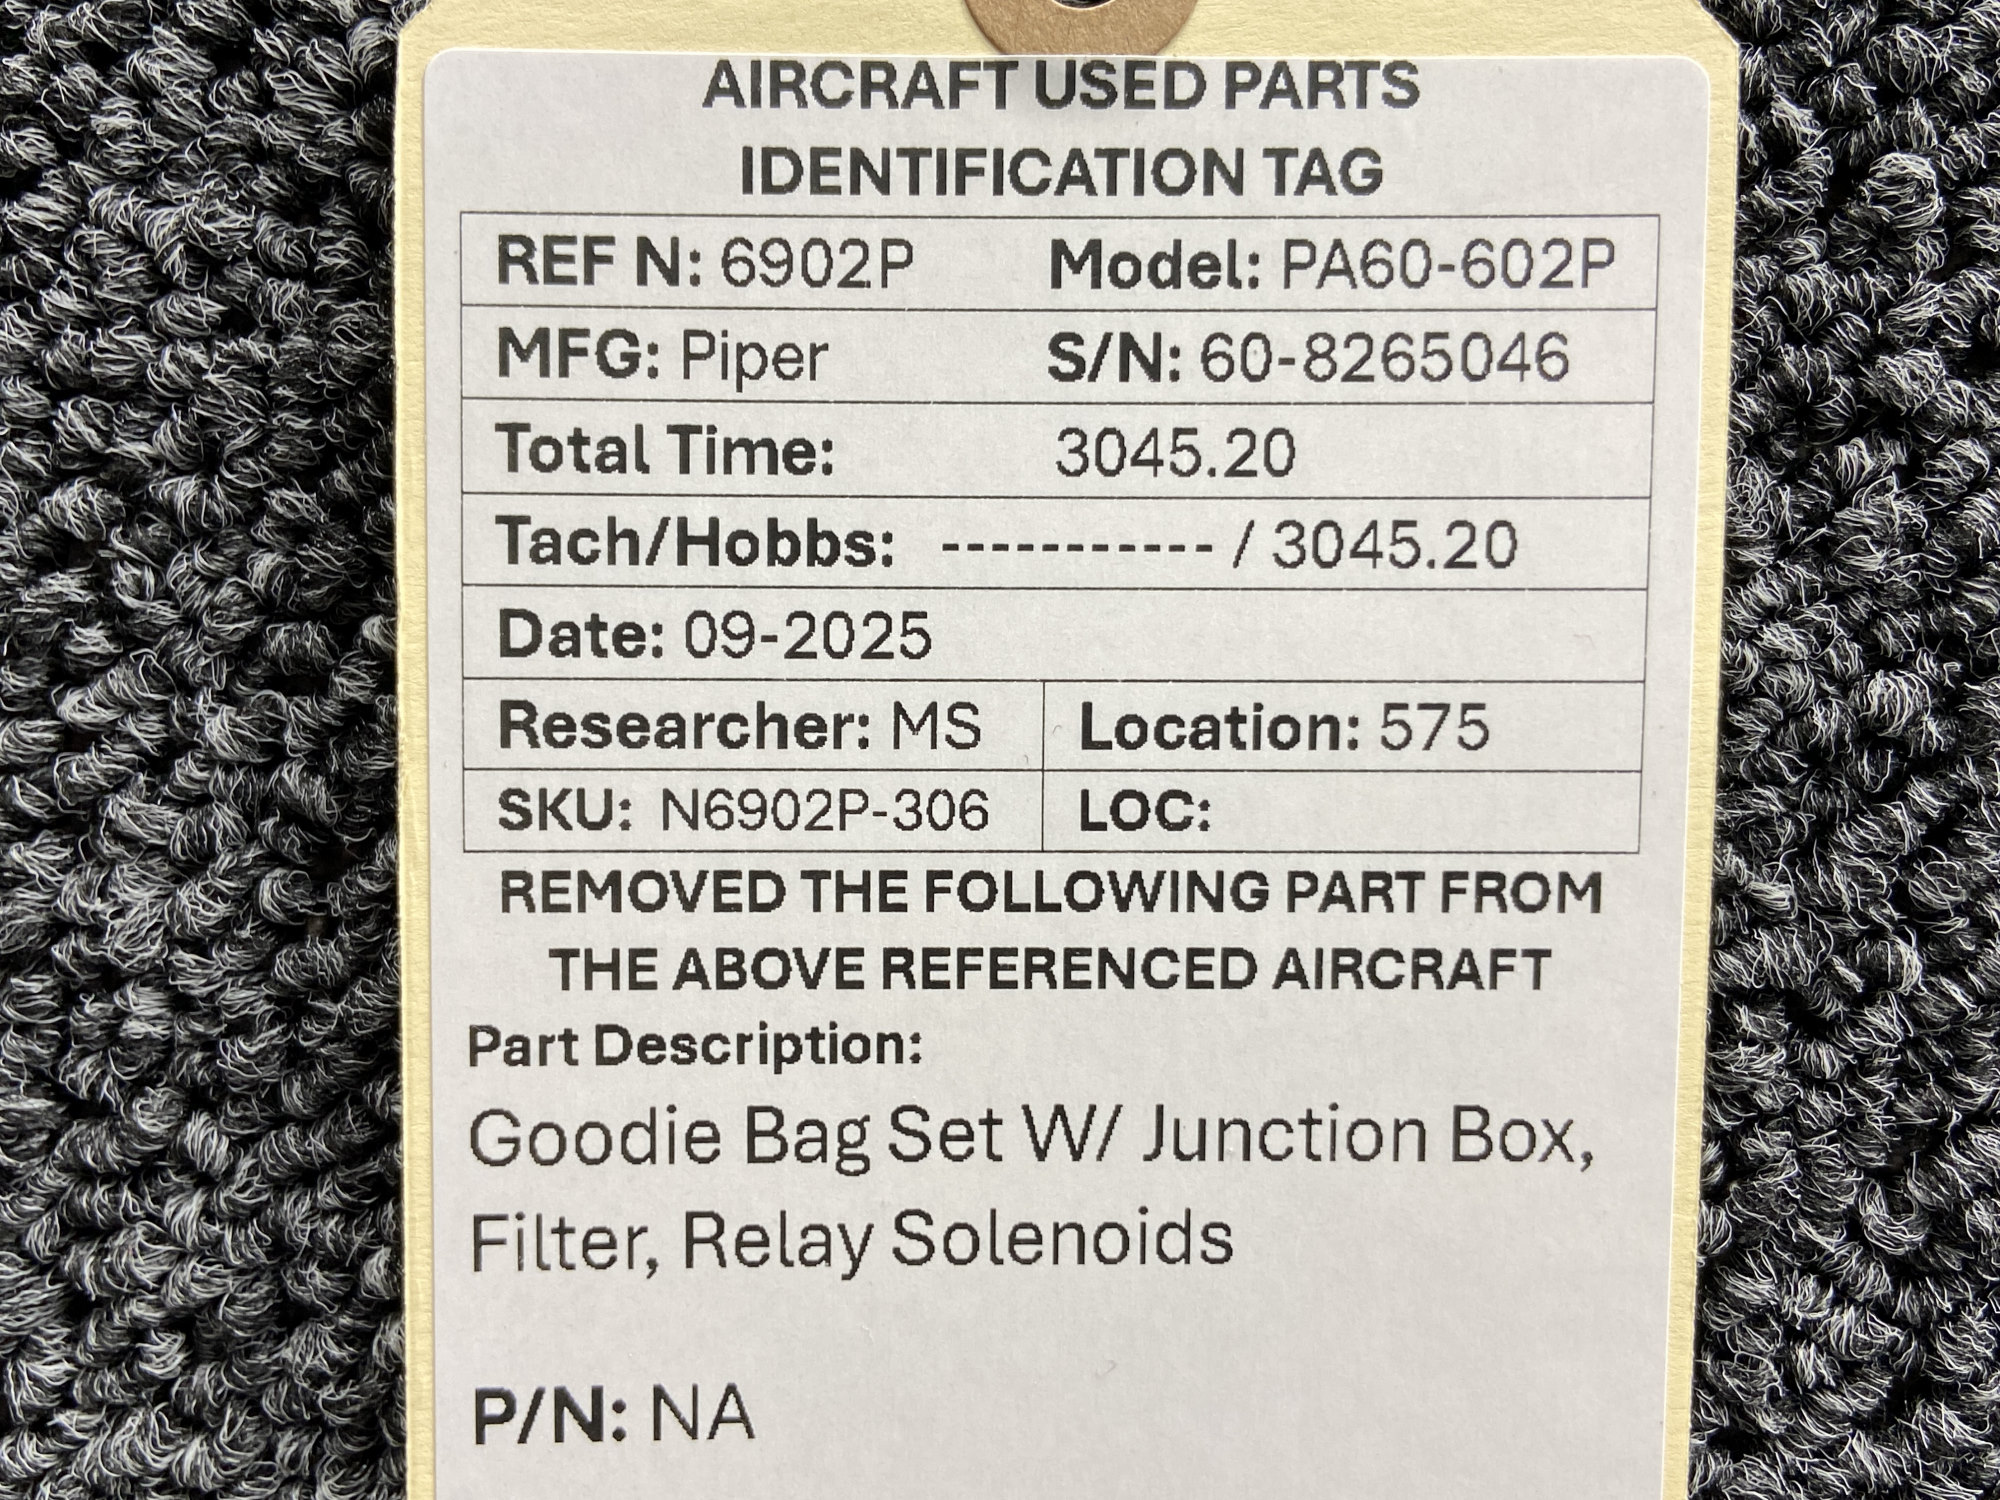 AIRCRAFT USED PARTS
IDENTIFICATION TAG
REF N: 6902P Model: PA60-602P
MFG: Piper S/N: 60-8265046
Total Time: 3045.20
Tach/Hobbs: ----------- / 3045.20
Date: 09-2025
Researcher: MS Location: 575
SKU: N6902P-306 LOC:
REMOVED THE FOLLOWING PART FROM
THE ABOVE REFERENCED AIRCRAFT
Part Description:
Goodie Bag Set W/ Junction Box,
Filter, Relay Solenoids
P/N: NA